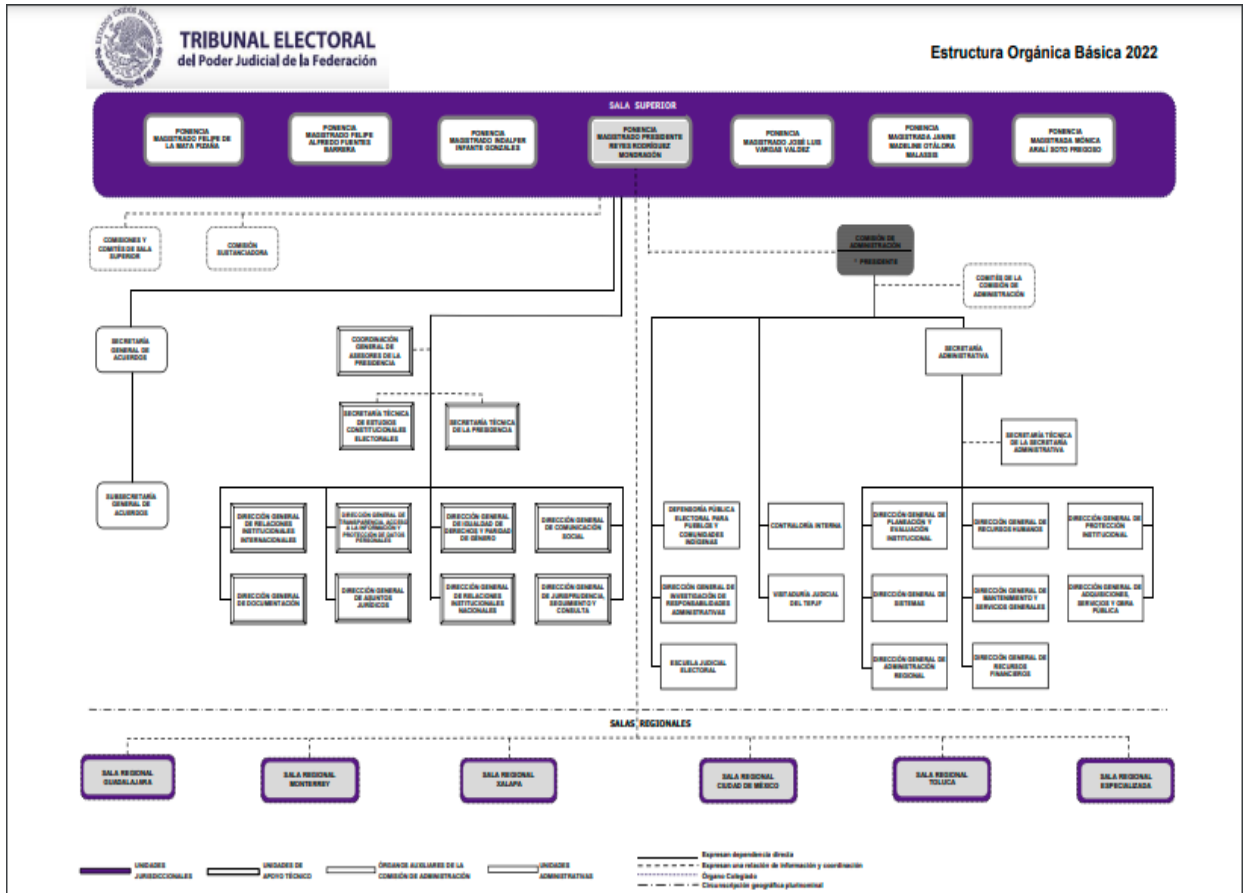 TRIBUNAL ELECTORAL
del Poder Judicial de la Federación
Estructura Orgánica Básica 2022
SALA SUPERIOR
PONENCIA
MAGISTRADO FELIPE DE
LA MATA PIZAÑA
PONENCIA
MAGISTRADO FELIPE
ALFREDO FUENTES
BARRERA
PONENCIA
MAGISTRADO INDALFER
INFANTE GONZALES
PONENCIA
MAGISTRADO PRESIDENTE
REYES RODRÍGUEZ
MONDRAGÓN
PONENCIA
MAGISTRADO JOSÉ LUIS
VARGAS VALDEZ
PONENCIA
MAGISTRADA JANINE
MADELINE OTÁLORA
MALASSIS
PONENCIA
MAGISTRADA MÓNICA
ARALÍ SOTO FREGOSO
COMISIONES Y
COMITÉS DE SALA
SUPERIOR
COMISIÓN
SUSTANCIADORA
COMISIÓN DE
ADMINISTRACIÓN
* PRESIDENTE
COMITÉS DE LA
COMISIÓN DE
ADMINISTRACIÓN
SECRETARÍA
GENERAL DE
ACUERDOS
COORDINACIÓN
GENERAL DE
ASESORES DE LA
PRESIDENCIA
SECRETARÍA
ADMINISTRATIVA
SECRETARÍA TÉCNICA
DE ESTUDIOS
CONSTITUCIONALES
ELECTORALES
SECRETARÍA TÉCNICA
DE LA PRESIDENCIA
SECRETARÍA TÉCNICA
DE LA SECRETARÍA
ADMINISTRATIVA
SUBSECRETARÍA
GENERAL DE
ACUERDOS
DIRECCIÓN GENERAL
DE RELACIONES
INSTITUCIONALES
INTERNACIONALES
DIRECCIÓN GENERAL DE
TRANSPARENCIA, ACCESO
A LA INFORMACIÓN Y
PROTECCIÓN DE DATOS
PERSONALES
DIRECCIÓN GENERAL
DE IGUALDAD DE
DERECHOS Y PARIDAD
DE GÉNERO
DIRECCIÓN GENERAL
DE COMUNICACIÓN
SOCIAL
DEFENSORÍA PÚBLICA
ELECTORAL PARA
PUEBLOS Y
COMUNIDADES
INDÍGENAS
CONTRALORÍA INTERNA
DIRECCIÓN GENERAL DE
PLANEACIÓN Y
EVALUACIÓN
INSTITUCIONAL
DIRECCIÓN GENERAL DE
RECURSOS HUMANOS
DIRECCIÓN GENERAL DE
PROTECCIÓN
INSTITUCIONAL
DIRECCIÓN GENERAL
DE DOCUMENTACIÓN
DIRECCIÓN GENERAL
DE ASUNTOS
JURÍDICOS
DIRECCIÓN GENERAL
DE RELACIONES
INSTITUCIONALES
NACIONALES
DIRECCIÓN GENERAL
DE JURISPRUDENCIA,
SEGUIMIENTO Y
CONSULTA
DIRECCIÓN GENERAL DE
INVESTIGACIÓN DE
RESPONSABILIDADES
ADMINISTRATIVAS
VISITADURÍA JUDICIAL
DEL TEPJF
DIRECCIÓN GENERAL DE
SISTEMAS
DIRECCIÓN GENERAL DE
MANTENIMIENTO Y
SERVICIOS GENERALES
DIRECCIÓN GENERAL DE
ADQUISICIONES,
SERVICIOS Y OBRA
PÚBLICA
ESCUELA JUDICIAL
ELECTORAL
DIRECCIÓN GENERAL DE
ADMINISTRACIÓN
REGIONAL
DIRECCIÓN GENERAL DE
RECURSOS
FINANCIEROS
SALAS REGIONALES
SALA REGIONAL
GUADALAJARA
SALA REGIONAL
MONTERREY
SALA REGIONAL
XALAPA
SALA REGIONAL
CIUDAD DE MÉXICO
SALA REGIONAL
TOLUCA
SALA REGIONAL
ESPECIALIZADA
UNIDADES
JURISDICCIONALES
UNIDADES DE
APOYO TÉCNICO
ÓRGANOS AUXILIARES DE LA
COMISIÓN DE ADMINISTRACIÓN
UNIDADES
ADMINISTRATIVAS
Expresan dependencia directa
Expresan una relación de información y coordinación
Órgano Colegiado
Circunscripción geográfica plurinominal